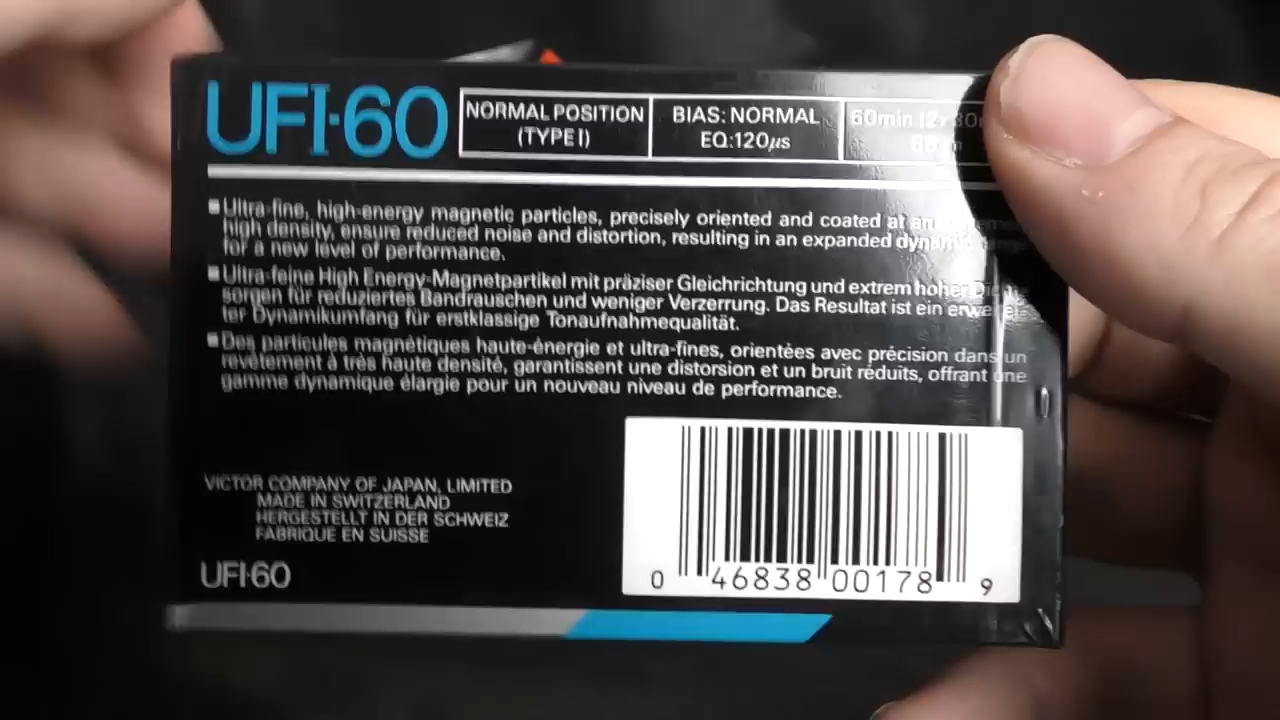 UFI-60
NORMAL POSITION
(TYPE I)
BIAS: NORMAL
EQ:120µs
60min (2x30
■Ultra-fine, high-energy magnetic particles, precisely oriented and coated at an
high density, ensure reduced noise and distortion, resulting in an expanded dynamic
for a new level of performance.
■Ultra-feine High Energy-Magnetpartikel mit präziser Gleichrichtung und extrem hoher
sorgen für reduziertes Bandrauschen und weniger Verzerrung. Das Resultat ist ein
ter Dynamikumfang für erstklassige Tonaufnahmequalität.
■Des particules magnètiques haute-ènergie et ultra-fines, orientèes avec prècision dans un
revêtement à très haute densité, garantissent une distorsion et un bruit réduits, offrant une
gamme dynamique élargie pour un nouveau niveau de performance.
VICTOR COMPANY OF JAPAN, LIMITED
MADE IN SWITZERLAND
HERGESTELLT IN DER SCHWEIZ
FABRIQUE EN SUISSE
UFI-60
0 46838 00178 9